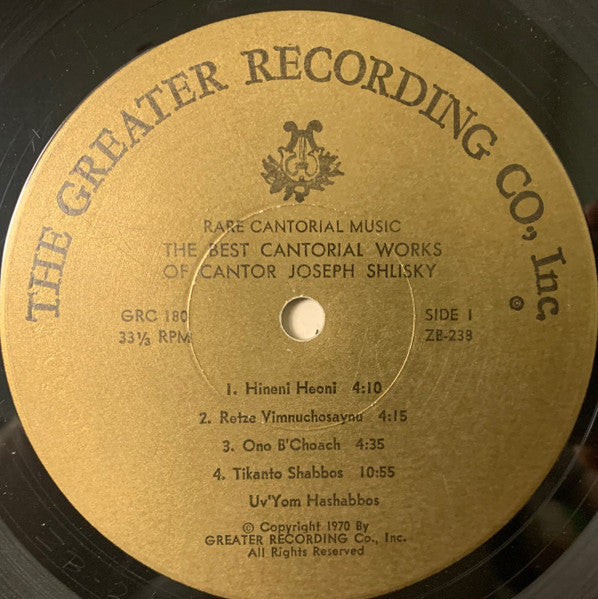 THE GREATER RECORDING CO., Inc.
©
RARE CANTORIAL MUSIC
THE BEST CANTORIAL WORKS
OF CANTOR JOSEPH SHLISKY
GRC 180
33⅓ RPM
SIDE 1
ZB-238
1. Hineni Heoni 4:10
2. Retze Vimnuchosaynu 4:15
3. Ono B'Choach 4:35
4. Tikanto Shabbos 10:55
Uv'Yom Hashabbos
© Copyright 1970 By
GREATER RECORDING Co., Inc.
All Rights Reserved